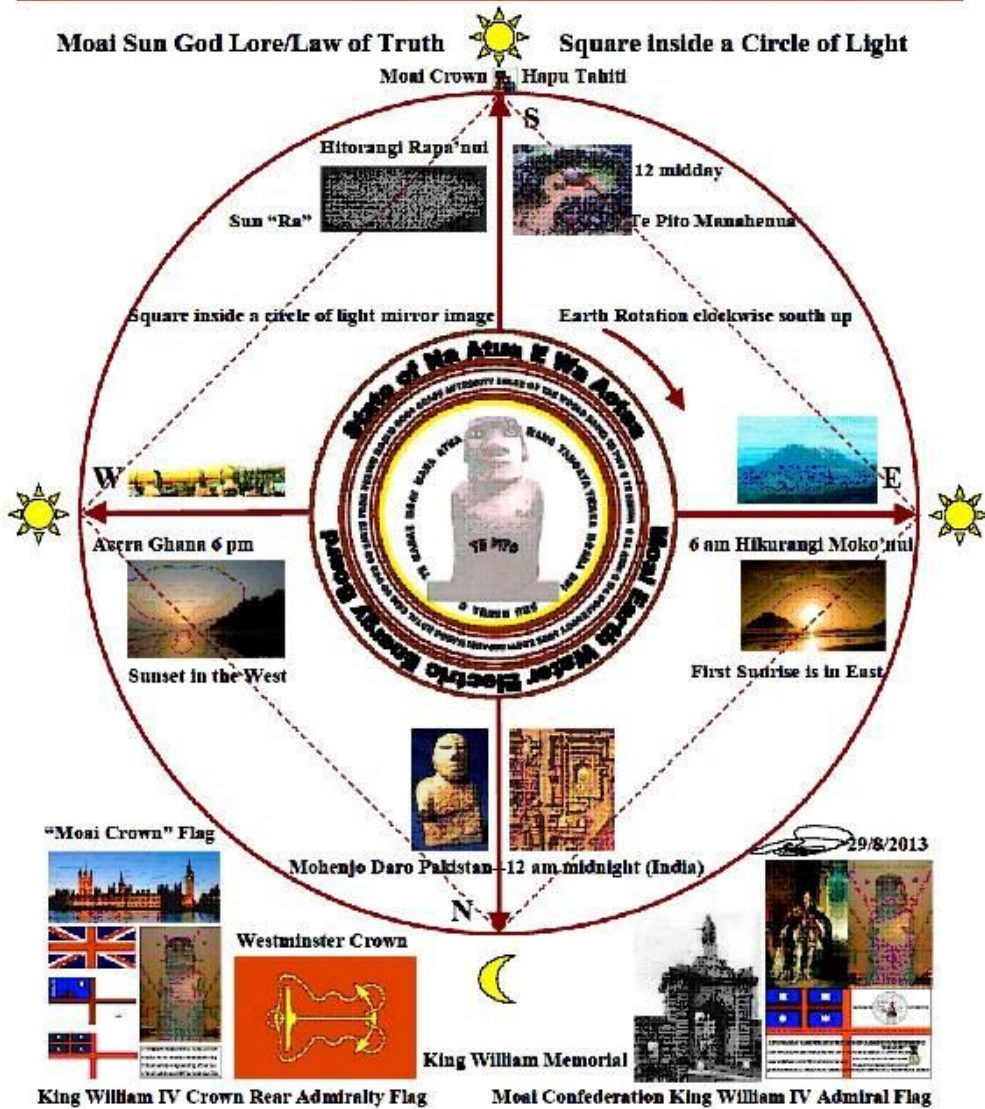 Moai Sun God Lore/Law of Truth Square inside a Circle of Light
Moai Crown Hapu Tahiti
S
Hitorangi Rapa'nui
12 midday
Sun "Ra"
Te Pito Manahenua
Square inside a circle of light mirror image
Earth Rotation clockwise south up
State of Na Atua E Wa Aotea
Moai Earth Water Electric Energy Board
TE PITO
W
E
Accra Ghana 6 pm
6 am Hikurangi Moko'nui
Sunset in the West
First Sunrise is in East
"Moai Crown" Flag
29/8/2013
Mohenjo Daro Pakistan-12 am midnight (India)
N
Westminster Crown
King William Memorial
King William IV Crown Rear Admiralty Flag
Moai Confederation King William IV Admiral Flag